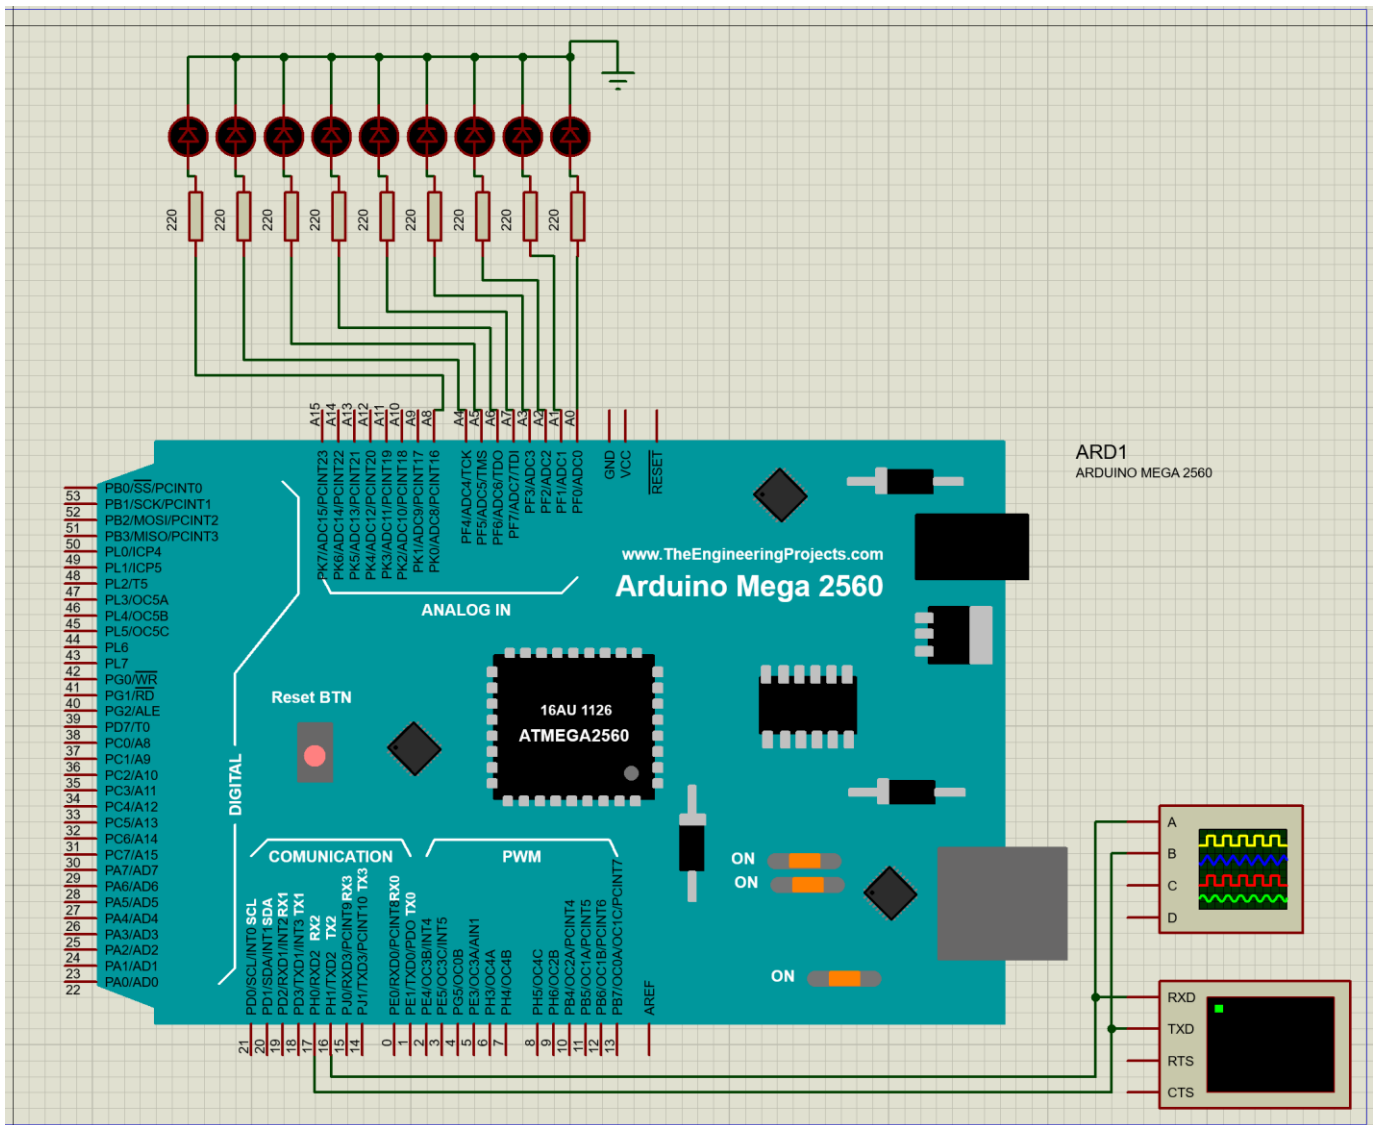 220 220 220 220 220 220 220 220 220
A15 A14 A13 A12 A11 A10 A9 A8 A4 A5 A6 A7 A3 A2 A1 A0
PK7/ADC15/PCINT23
PK6/ADC14/PCINT22
PK5/ADC13/PCINT21
PK4/ADC12/PCINT20
PK3/ADC11/PCINT19
PK2/ADC10/PCINT18
PK1/ADC9/PCINT17
PK0/ADC8/PCINT16
PF4/ADC4/TCK
PF5/ADC5/TMS
PF6/ADC6/TDO
PF7/ADC7/TDI
PF3/ADC3
PF2/ADC2
PF1/ADC1
PF0/ADC0
GND
VCC
RESET
ARD1
ARDUINO MEGA 2560
www.TheEngineeringProjects.com
Arduino Mega 2560
ANALOG IN
53 PB0/SS/PCINT0
52 PB1/SCK/PCINT1
51 PB2/MOSI/PCINT2
50 PB3/MISO/PCINT3
49 PL0/ICP4
48 PL1/ICP5
47 PL2/T5
46 PL3/OC5A
45 PL4/OC5B
44 PL5/OC5C
43 PL6
42 PL7
41 PG0/WR
40 PG1/RD
39 PG2/ALE
38 PD7/T0
37 PC0/A8
36 PC1/A9
35 PC2/A10
34 PC3/A11
33 PC4/A12
32 PC5/A13
31 PC6/A14
30 PC7/A15
29 PA7/AD7
28 PA6/AD6
27 PA5/AD5
26 PA4/AD4
25 PA3/AD3
24 PA2/AD2
23 PA1/AD1
22 PA0/AD0
Reset BTN
16AU 1126
ATMEGA2560
DIGITAL
COMUNICATION
PWM
ON
ON
ON
PD0/SCL/INT0 SCL
PD1/SDA/INT1 SDA
PD2/RXD1/INT2 RX1
PD3/TXD1/INT3 TX1
PH0/RXD2 RX2
PH1/TXD2 TX2
PJ0/RXD3/PCINT9 RX3
PJ1/TXD3/PCINT10 TX3
PE0/RXD0/PCINT8 RX0
PE1/TXD0/PDO TX0
PE4/OC3B/INT4
PE5/OC3C/INT5
PG5/OC0B
PE3/OC3A/AIN1
PH3/OC4A
PH4/OC4B
PH5/OC4C
PH6/OC2B
PB4/OC2A/PCINT4
PB5/OC1A/PCINT5
PB6/OC1B/PCINT6
PB7/OC0A/OC1C/PCINT7
AREF
21 20 19 18 17 16 15 14 0 1 2 3 4 5 6 7 8 9 10 11 12 13
A
B
C
D
RXD
TXD
RTS
CTS